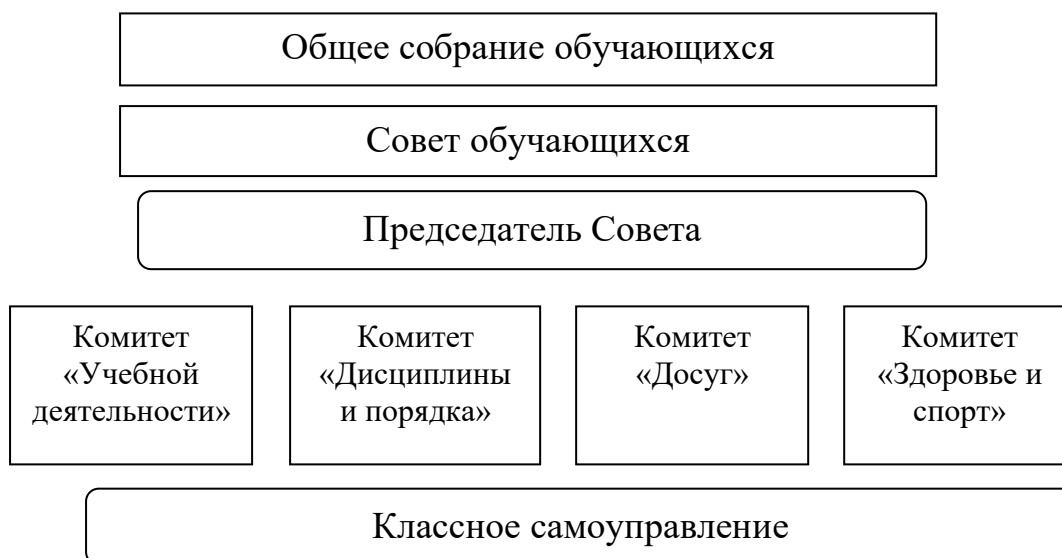 Общее собрание обучающихся
Совет обучающихся
Председатель Совета
Комитет
«Учебной
деятельности»
Комитет
«Дисциплины
и порядка»
Комитет
«Досуг»
Комитет
«Здоровье и
спорт»
Классное самоуправление